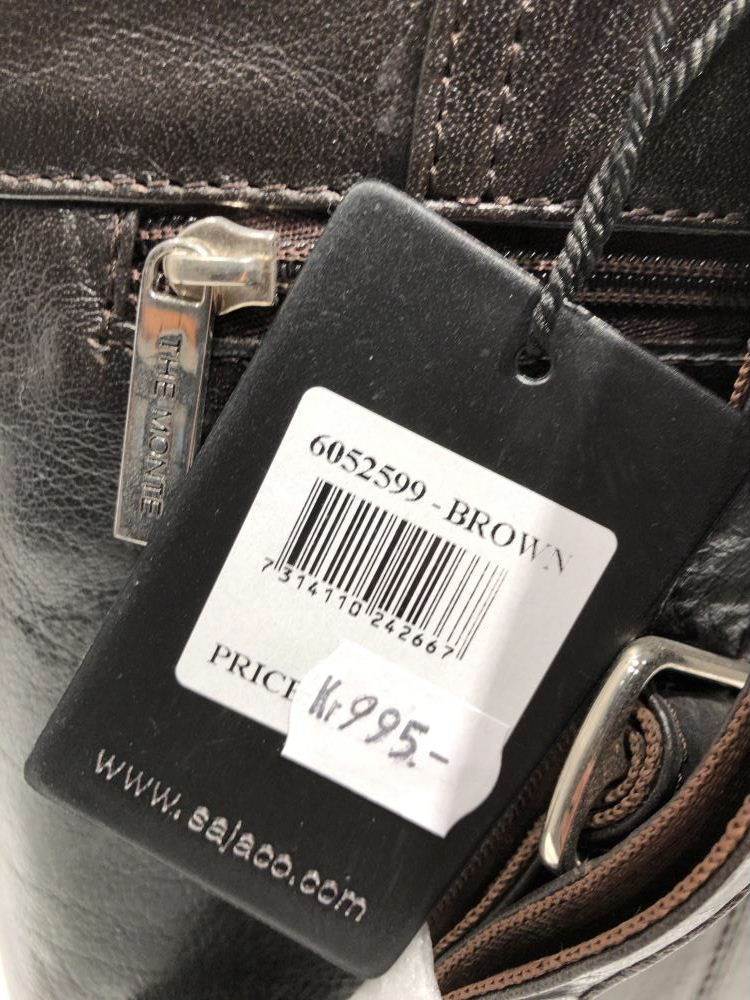 THE MONTE
6052599 - BROWN
7 314110 242667
PRICE
Kr 995.-
www.sajaco.com